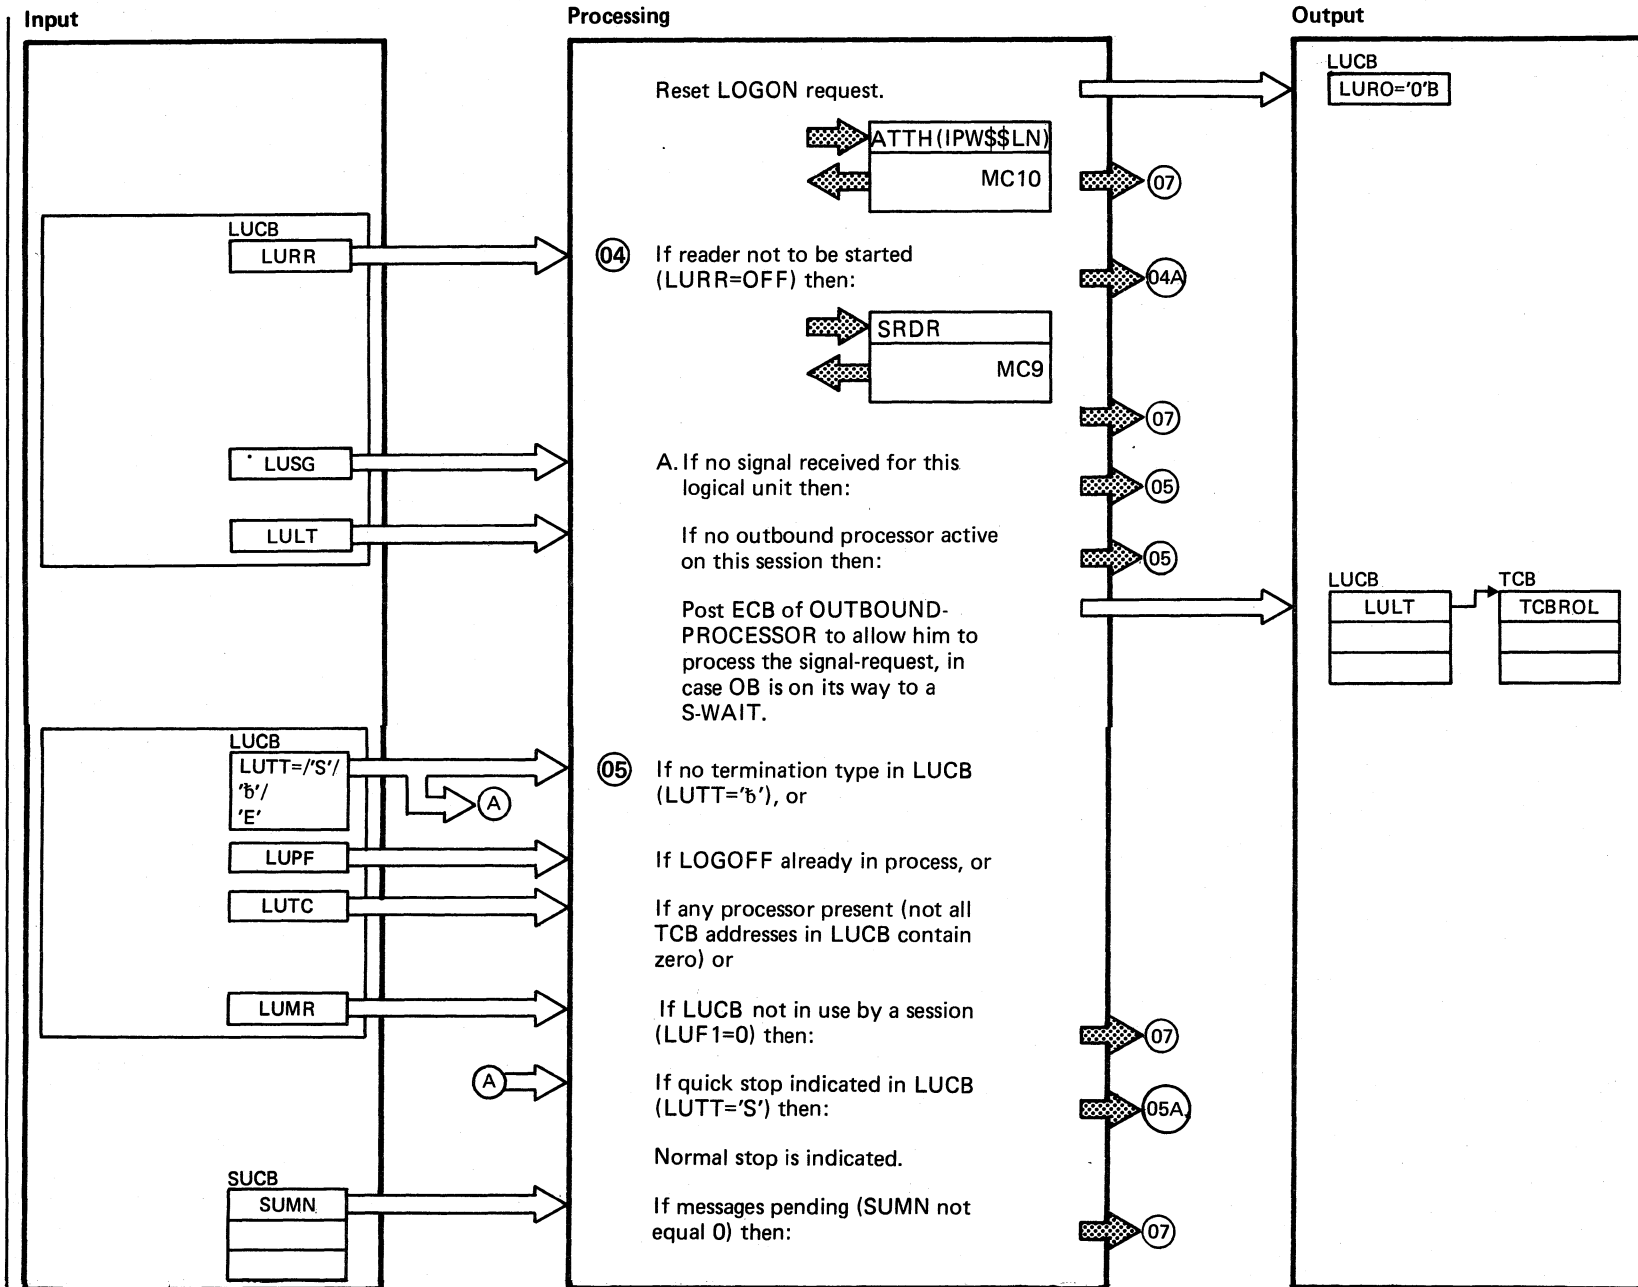 Input
Processing
Output
Reset LOGON request.
LUCB
LURO='0'B
ATTH(IPW$$LN)
MC10
07
LUCB
LURR
04
If reader not to be started
(LURR=OFF) then:
04A
SRDR
MC9
07
LUSG
A. If no signal received for this
logical unit then:
05
LULT
If no outbound processor active
on this session then:
05
Post ECB of OUTBOUND-
PROCESSOR to allow him to
process the signal-request, in
case OB is on its way to a
S-WAIT.
LUCB
LULT
TCB
TCBROL
LUCB
LUTT=/'S'/
'ƀ'/
'E'
A
05
If no termination type in LUCB
(LUTT='ƀ'), or
LUPF
If LOGOFF already in process, or
LUTC
If any processor present (not all
TCB addresses in LUCB contain
zero) or
LUMR
If LUCB not in use by a session
(LUF1=0) then:
07
A
If quick stop indicated in LUCB
(LUTT='S') then:
05A
Normal stop is indicated.
SUCB
SUMN
If messages pending (SUMN not
equal 0) then:
07